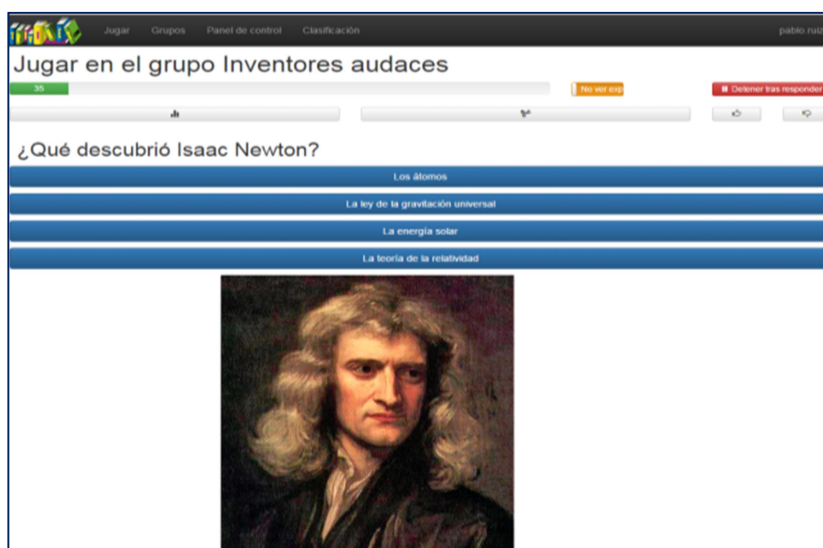 Jugar Grupos Panel de control Clasificación pablo.ruiz
Jugar en el grupo Inventores audaces
35 No ver exp Detener tras responder
¿Qué descubrió Isaac Newton?
Los átomos
La ley de la gravitación universal
La energía solar
La teoría de la relatividad